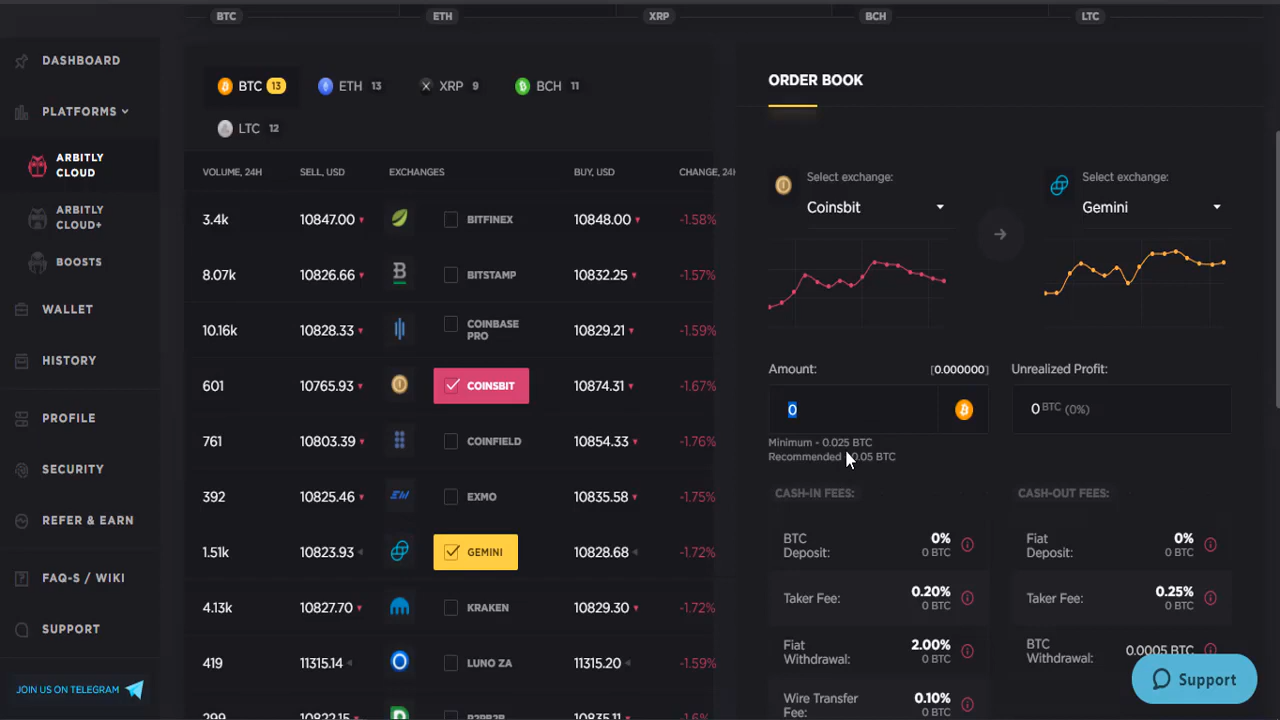 BTC ETH XRP BCH LTC
DASHBOARD
PLATFORMS
ARBITLY
CLOUD
ARBITLY
CLOUD+
BOOSTS
WALLET
HISTORY
PROFILE
SECURITY
REFER & EARN
FAQ-S / WIKI
SUPPORT
JOIN US ON TELEGRAM
BTC 13 ETH 13 XRP 9 BCH 11
LTC 12
VOLUME, 24H SELL, USD EXCHANGES BUY, USD CHANGE, 24H
3.4k 10847.00 BITFINEX 10848.00 -1.58%
8.07k 10826.66 BITSTAMP 10832.25 -1.57%
10.16k 10828.33 COINBASE PRO 10829.21 -1.59%
601 10765.93 COINSBIT 10874.31 -1.67%
761 10803.39 COINFIELD 10854.33 -1.76%
392 10825.46 EXMO 10835.58 -1.75%
1.51k 10823.93 GEMINI 10828.68 -1.72%
4.13k 10827.70 KRAKEN 10829.30 -1.72%
419 11315.14 LUNO ZA 11315.20 -1.59%
ORDER BOOK
Select exchange: Select exchange:
Coinsbit Gemini
Amount: [0.000000] Unrealized Profit:
0 0 BTC (0%)
Minimum - 0.025 BTC
Recommended 0.05 BTC
CASH-IN FEES: CASH-OUT FEES:
BTC Deposit: 0% 0 BTC Fiat Deposit: 0% 0 BTC
Taker Fee: 0.20% 0 BTC Taker Fee: 0.25% 0 BTC
Fiat Withdrawal: 2.00% 0 BTC BTC Withdrawal: 0.0005 BTC
Wire Transfer Fee: 0.10% 0 BTC
Support